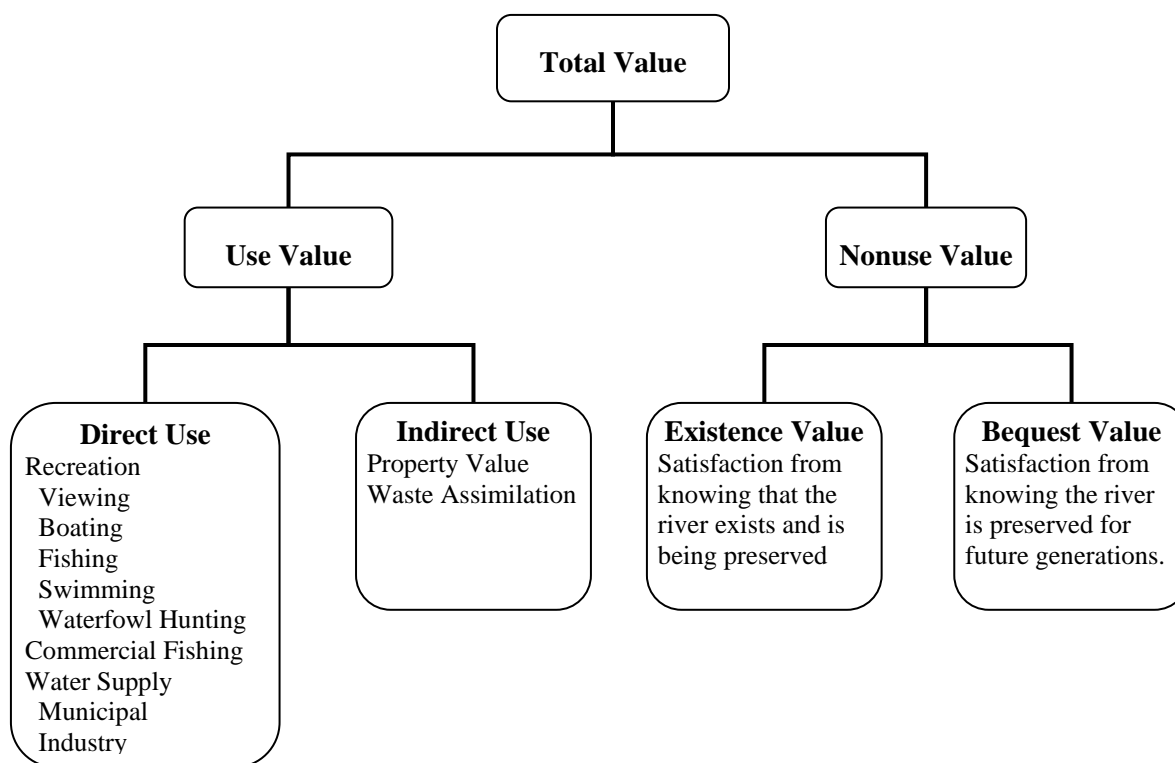 Total Value
Use Value
Nonuse Value
Direct Use
Recreation
Viewing
Boating
Fishing
Swimming
Waterfowl Hunting
Commercial Fishing
Water Supply
Municipal
Industry
Indirect Use
Property Value
Waste Assimilation
Existence Value
Satisfaction from
knowing that the
river exists and is
being preserved
Bequest Value
Satisfaction from
knowing the river
is preserved for
future generations.